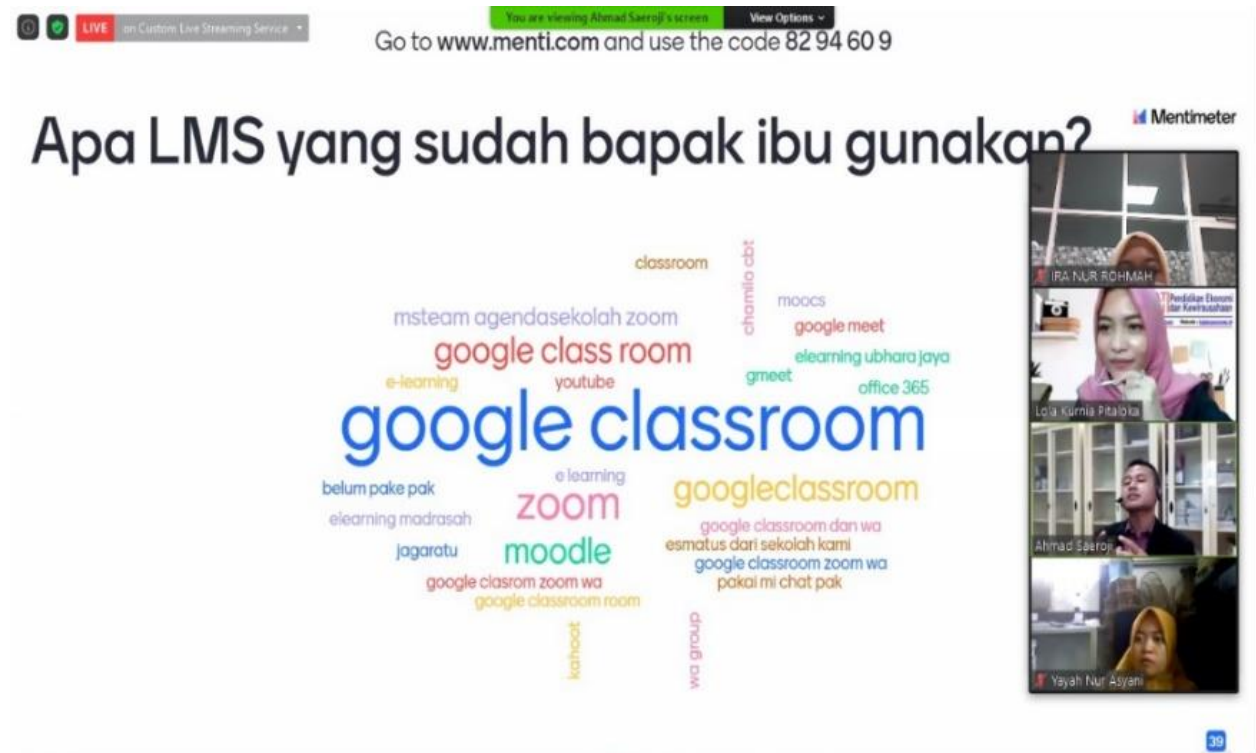 LIVE on Custom Live Streaming Service
You are viewing Ahmad Saeroji's screen View Options
Go to www.menti.com and use the code 82 94 60 9
Apa LMS yang sudah bapak ibu gunakan?
Mentimeter
classroom
chamilo cbt
moocs
msteam agendasekolah zoom
google meet
google class room
elearning ubhara jaya
e-learning
youtube
gmeet
office 365
google classroom
e learning
belum pake pak
zoom
googleclassroom
elearning madrasah
google classroom dan wa
jagaratu
moodle
esmatus dari sekolah kami
google classroom zoom wa
google clasrom zoom wa
pakai mi chat pak
google classroom room
kahoot
wa group
IRA NUR ROHMAH
Pendidikan Ekonomi
dan Kewirausahaan
Lola Kurnia Pitaloka
Ahmad Saeroji
Yayah Nur Asyani
39